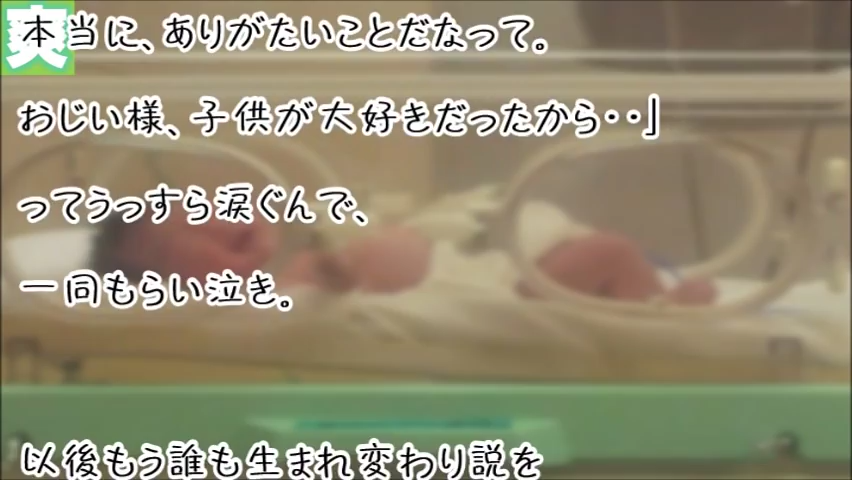 爽
本当に、ありがたいことだなって。
おじい様、子供が大好きだったから・・」
ってうっすら涙ぐんで、
一同もらい泣き。
以後もう誰も生まれ変わり説を